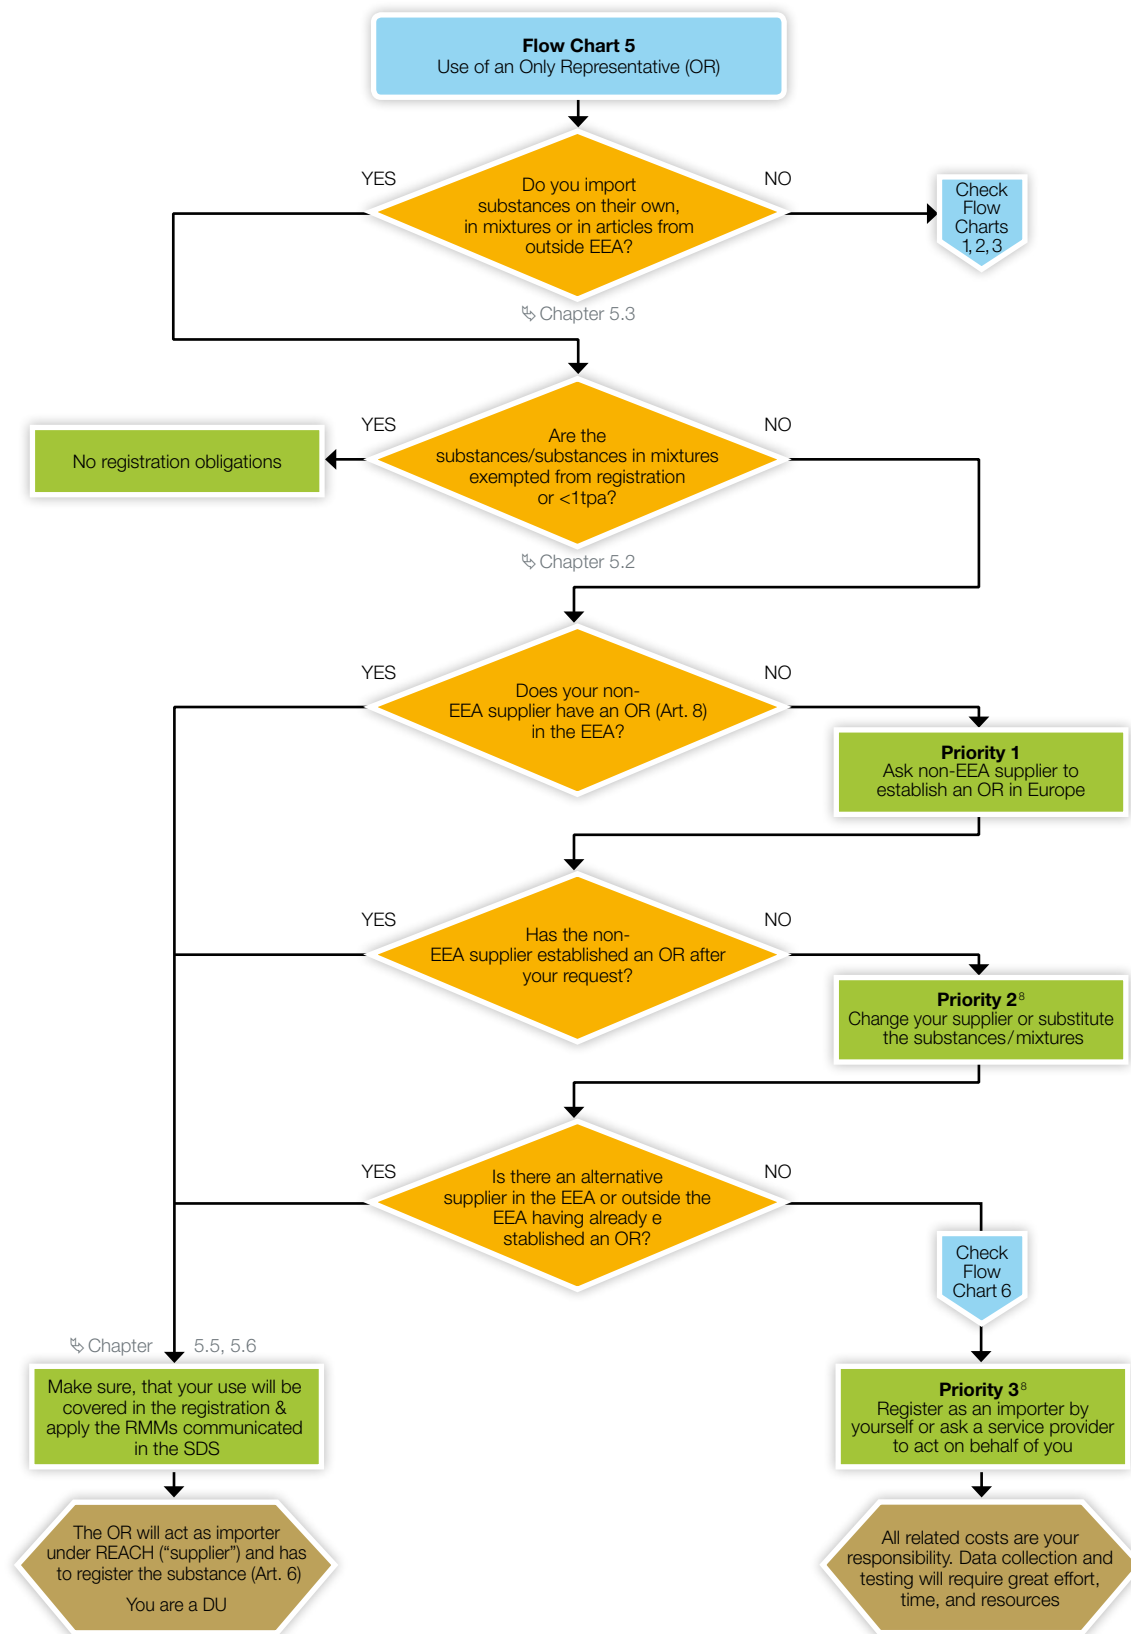 Flow Chart 5
Use of an Only Representative (OR)
YES
NO
Do you import
substances on their own,
in mixtures or in articles from
outside EEA?
Check
Flow
Charts
1, 2, 3
Chapter 5.3
YES
NO
No registration obligations
Are the
substances/substances in mixtures
exempted from registration
or <1tpa?
Chapter 5.2
YES
NO
Does your non-
EEA supplier have an OR (Art. 8)
in the EEA?
Priority 1
Ask non-EEA supplier to
establish an OR in Europe
YES
NO
Has the non-
EEA supplier established an OR after
your request?
Priority 2⁸
Change your supplier or substitute
the substances/mixtures
YES
NO
Is there an alternative
supplier in the EEA or outside the
EEA having already e
stablished an OR?
Check
Flow
Chart 6
Chapter 5.5, 5.6
Make sure, that your use will be
covered in the registration &
apply the RMMs communicated
in the SDS
Priority 3⁸
Register as an importer by
yourself or ask a service provider
to act on behalf of you
The OR will act as importer
under REACH (“supplier”) and has
to register the substance (Art. 6)
You are a DU
All related costs are your
responsibility. Data collection and
testing will require great effort,
time, and resources